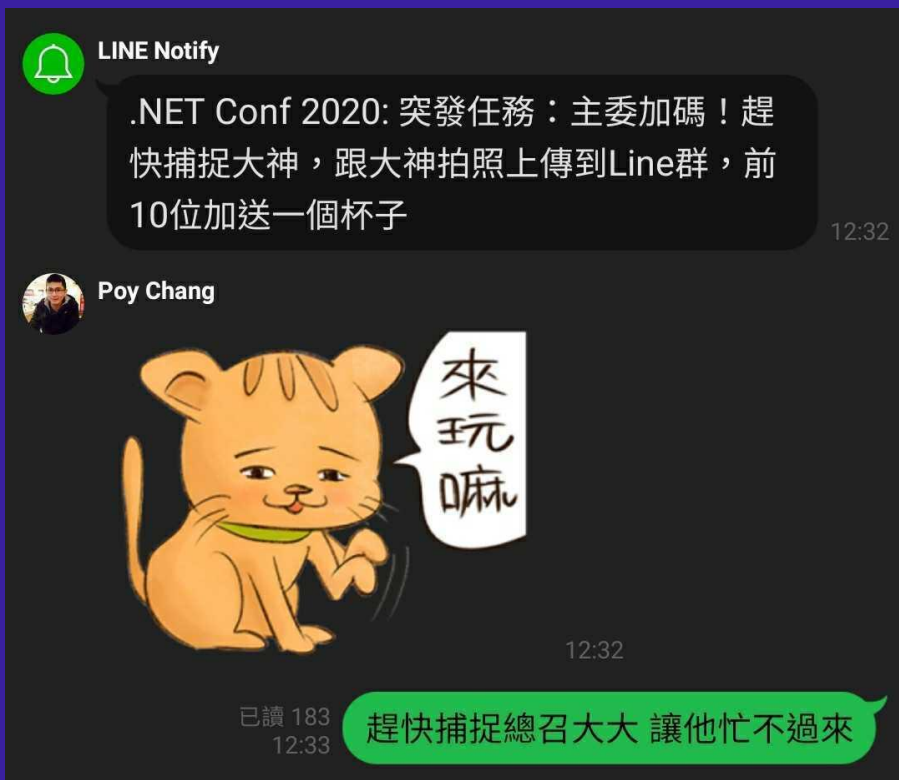 LINE Notify
.NET Conf 2020: 突發任務：主委加碼！趕
快捕捉大神，跟大神拍照上傳到Line群，前
10位加送一個杯子
12:32
Poy Chang
來
玩
嘛
12:32
已讀 183
12:33
趕快捕捉總召大大 讓他忙不過來